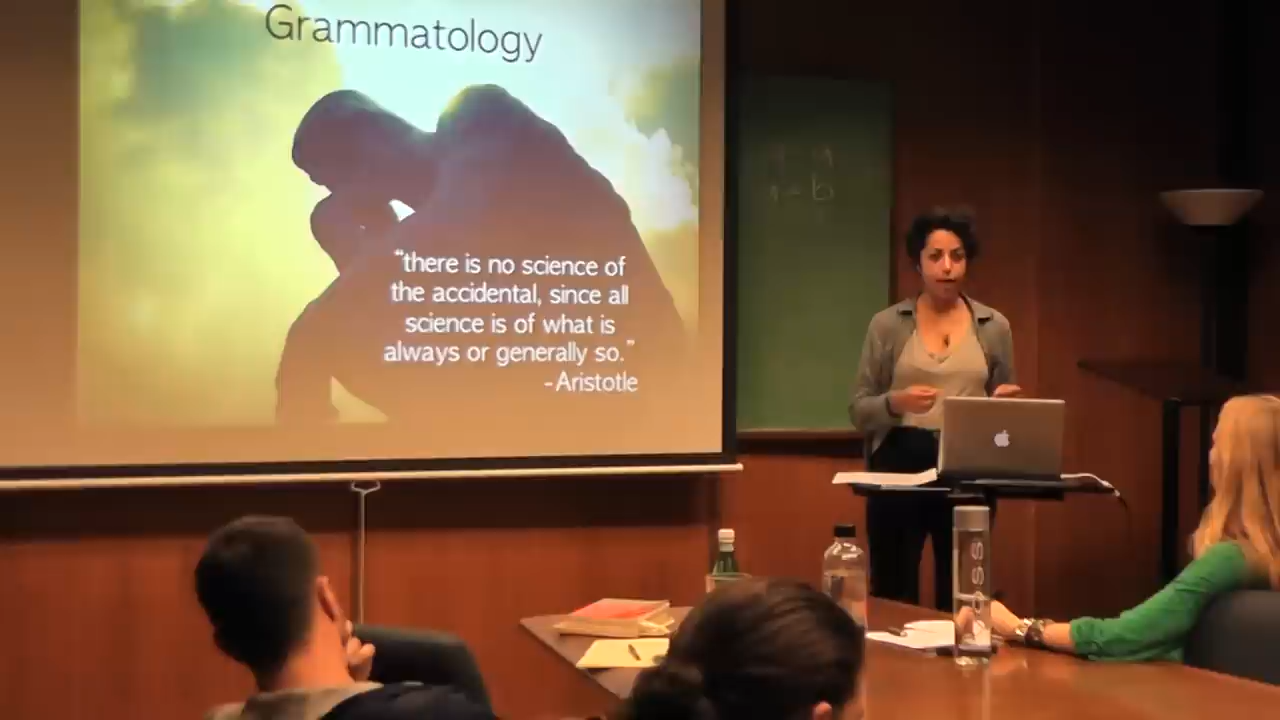 Grammatology
"there is no science of
the accidental, since all
science is of what is
always or generally so."
-Aristotle